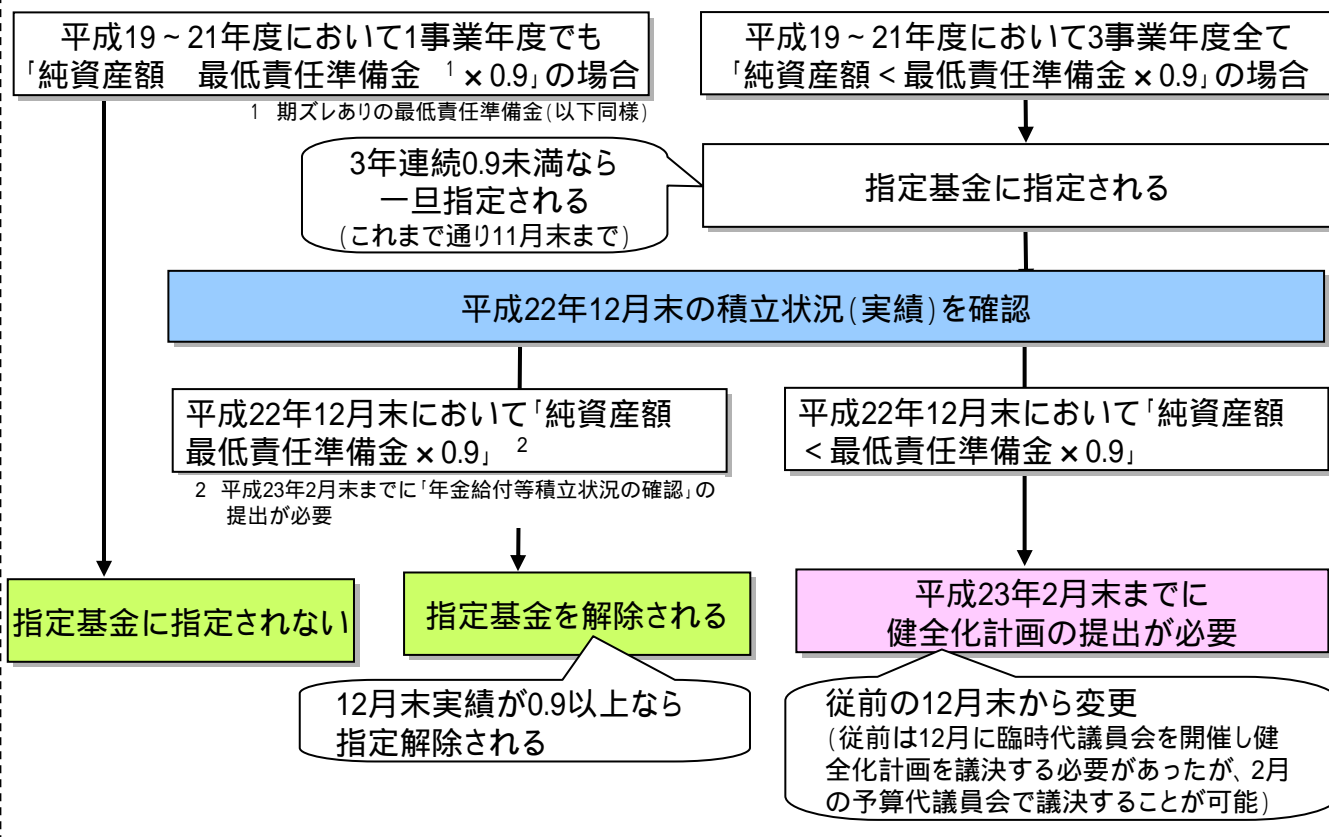 平成19～21年度において1事業年度でも
「純資産額　最低責任準備金　1×0.9」の場合
1　期ズレありの最低責任準備金(以下同様)
平成19～21年度において3事業年度全て
「純資産額＜最低責任準備金×0.9」の場合
3年連続0.9未満なら
一旦指定される
(これまで通り11月末まで)
指定基金に指定される
平成22年12月末の積立状況(実績)を確認
平成22年12月末において「純資産額
最低責任準備金×0.9」　2
2　平成23年2月末までに「年金給付等積立状況の確認」の
提出が必要
平成22年12月末において「純資産額
＜最低責任準備金×0.9」
指定基金に指定されない
指定基金を解除される
平成23年2月末までに
健全化計画の提出が必要
12月末実績が0.9以上なら
指定解除される
従前の12月末から変更
(従前は12月に臨時代議員会を開催し健
全化計画を議決する必要があったが、2月
の予算代議員会で議決することが可能)